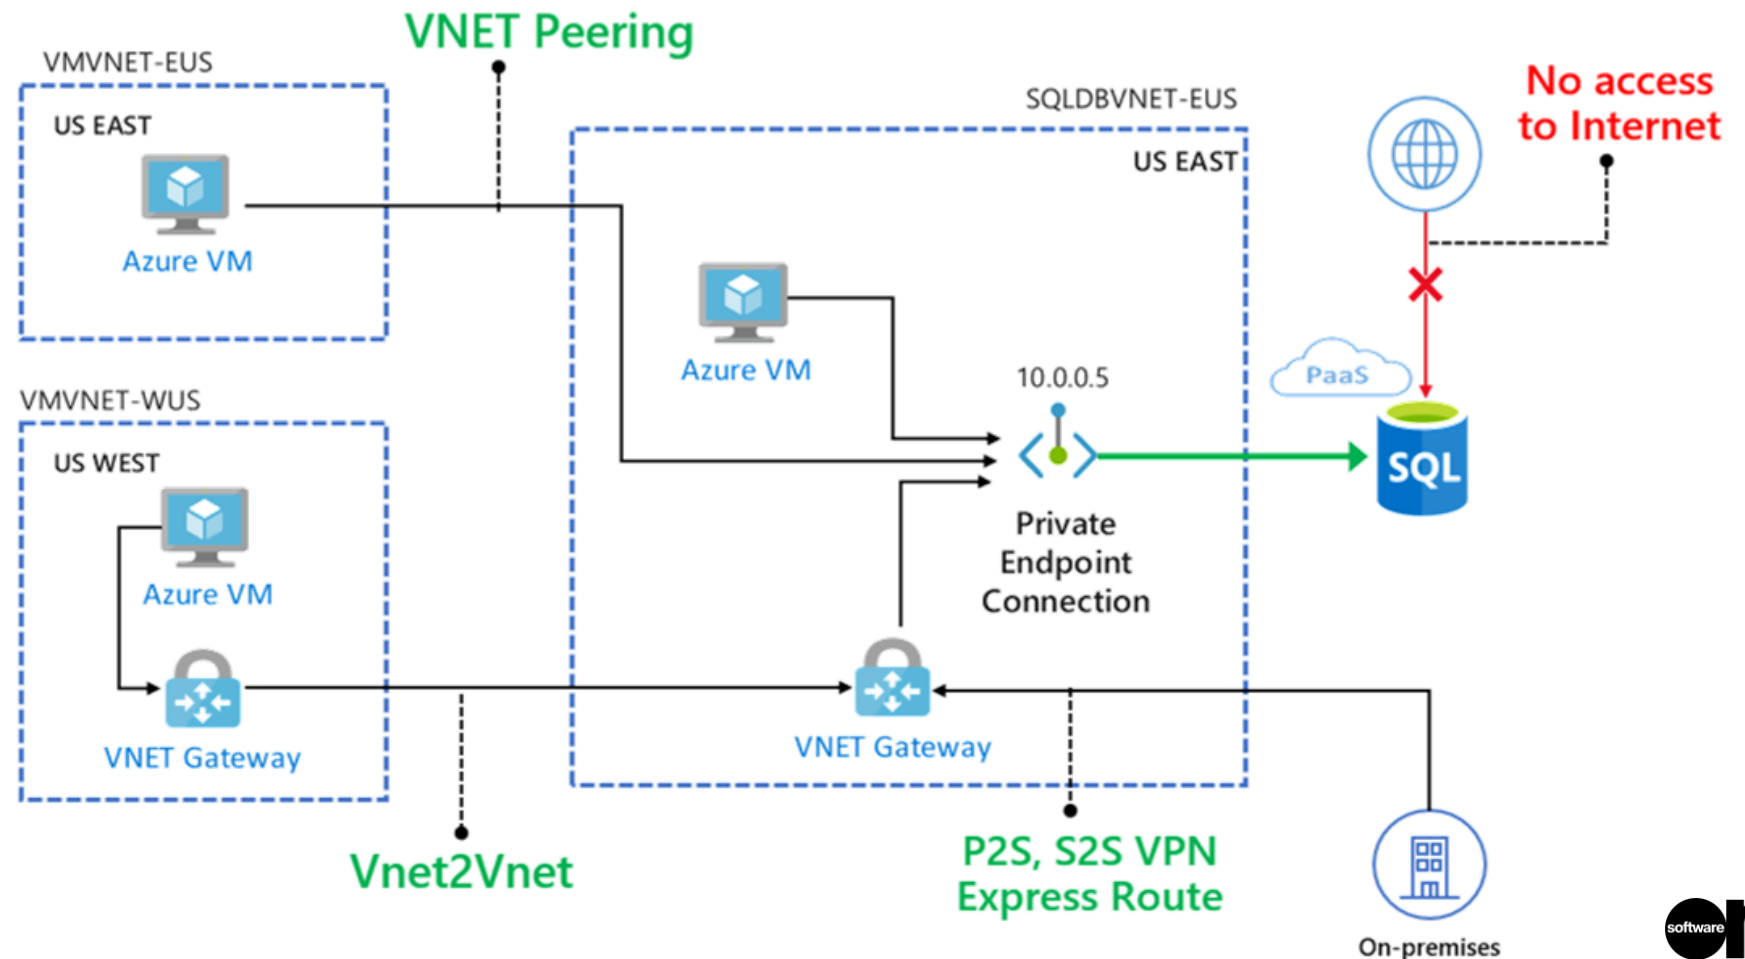 VNET Peering
VMVNET-EUS
US EAST
Azure VM
SQLDBVNET-EUS
US EAST
No access
to Internet
Azure VM
10.0.0.5
PaaS
SQL
Private
Endpoint
Connection
VMVNET-WUS
US WEST
Azure VM
VNET Gateway
VNET Gateway
Vnet2Vnet
P2S, S2S VPN
Express Route
On-premises
software